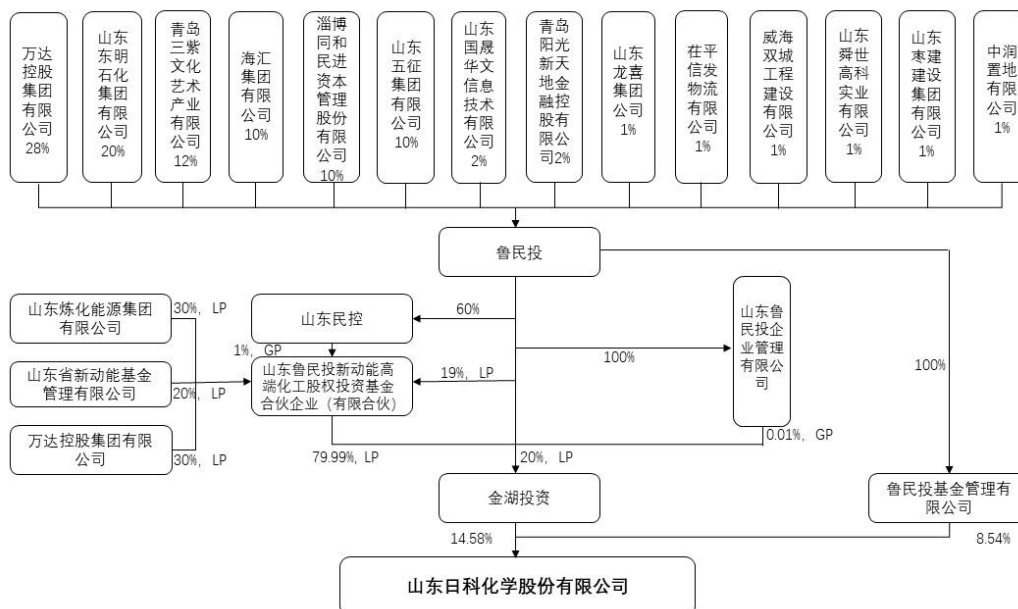 万达
控股
集团
有限
公司
28%
山东
东明
石化
集团
有限
公司
20%
青岛
三紫
文化
艺术
产业
有限
公司
12%
海汇
集团
有限
公司
10%
淄博
同和
民进
资本
管理
股份
有限
公司
10%
山东
五征
集团
有限
公司
10%
山东
国晟
华文
信息
技术
有限
公司
2%
青岛
阳光
新天
地金
融控
股有
限公
司2%
山东
龙喜
集团
公司
1%
茌平
信发
物流
有限
公司
1%
威海
双城
工程
建设
有限
公司
1%
山东
舜世
高科
实业
有限
公司
1%
山东
枣建
建设
集团
有限
公司
1%
中润
置地
有限
公司
1%
鲁民投
山东炼化能源集团
有限公司
30%，LP
山东民控
60%
山东鲁
民投企
业管理
有限公
司
100%
100%
1%，GP
山东省新动能基金
管理有限公司
20%，LP
山东鲁民投新动能高
端化工股权投资基金
合伙企业（有限合伙）
19%，LP
万达控股集团有限
公司
30%，LP
79.99%, LP
20%，LP
0.01%，GP
金湖投资
鲁民投基金管理有
限公司
14.58%
8.54%
山东日科化学股份有限公司